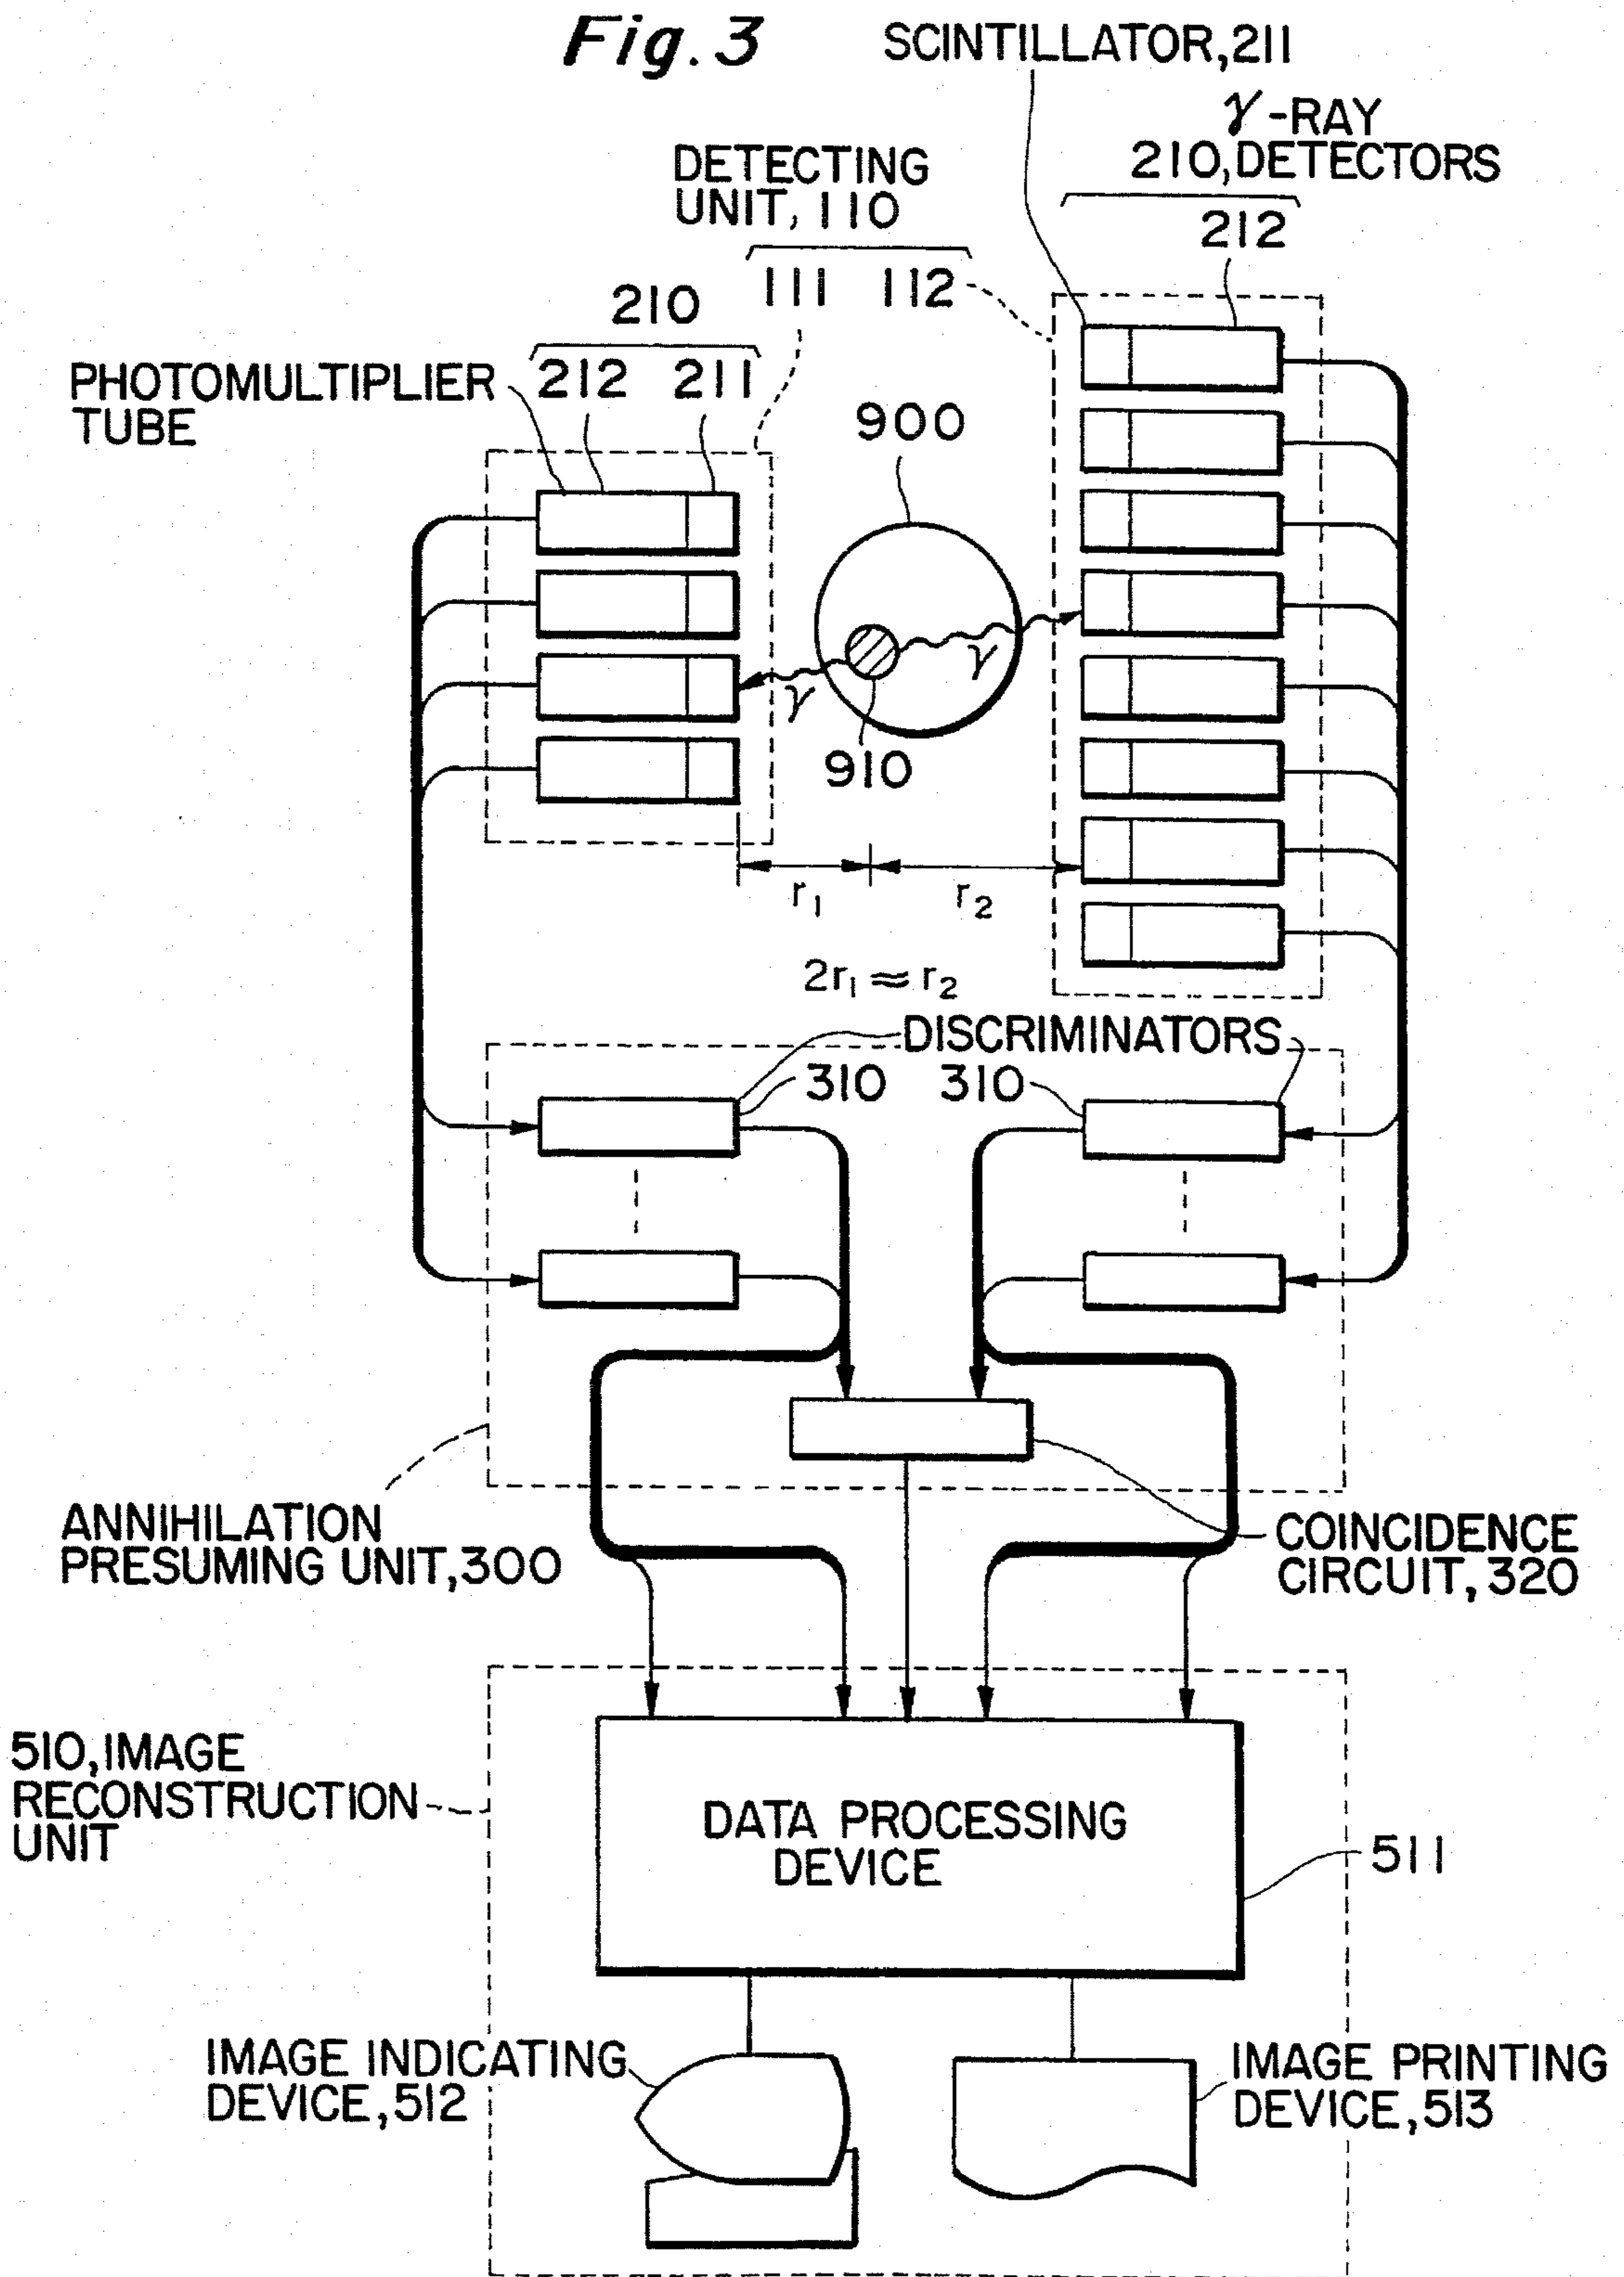 Fig. 3
SCINTILLATOR,211
γ-RAY
210,DETECTORS
212
DETECTING
UNIT, 110
111 112
210
212 211
PHOTOMULTIPLIER
TUBE
900
γ
γ
910
r1 r2
2r1≈r2
DISCRIMINATORS
310 310
ANNIHILATION
PRESUMING UNIT,300
COINCIDENCE
CIRCUIT, 320
510,IMAGE
RECONSTRUCTION
UNIT
DATA PROCESSING
DEVICE
511
IMAGE INDICATING
DEVICE,512
IMAGE PRINTING
DEVICE,513